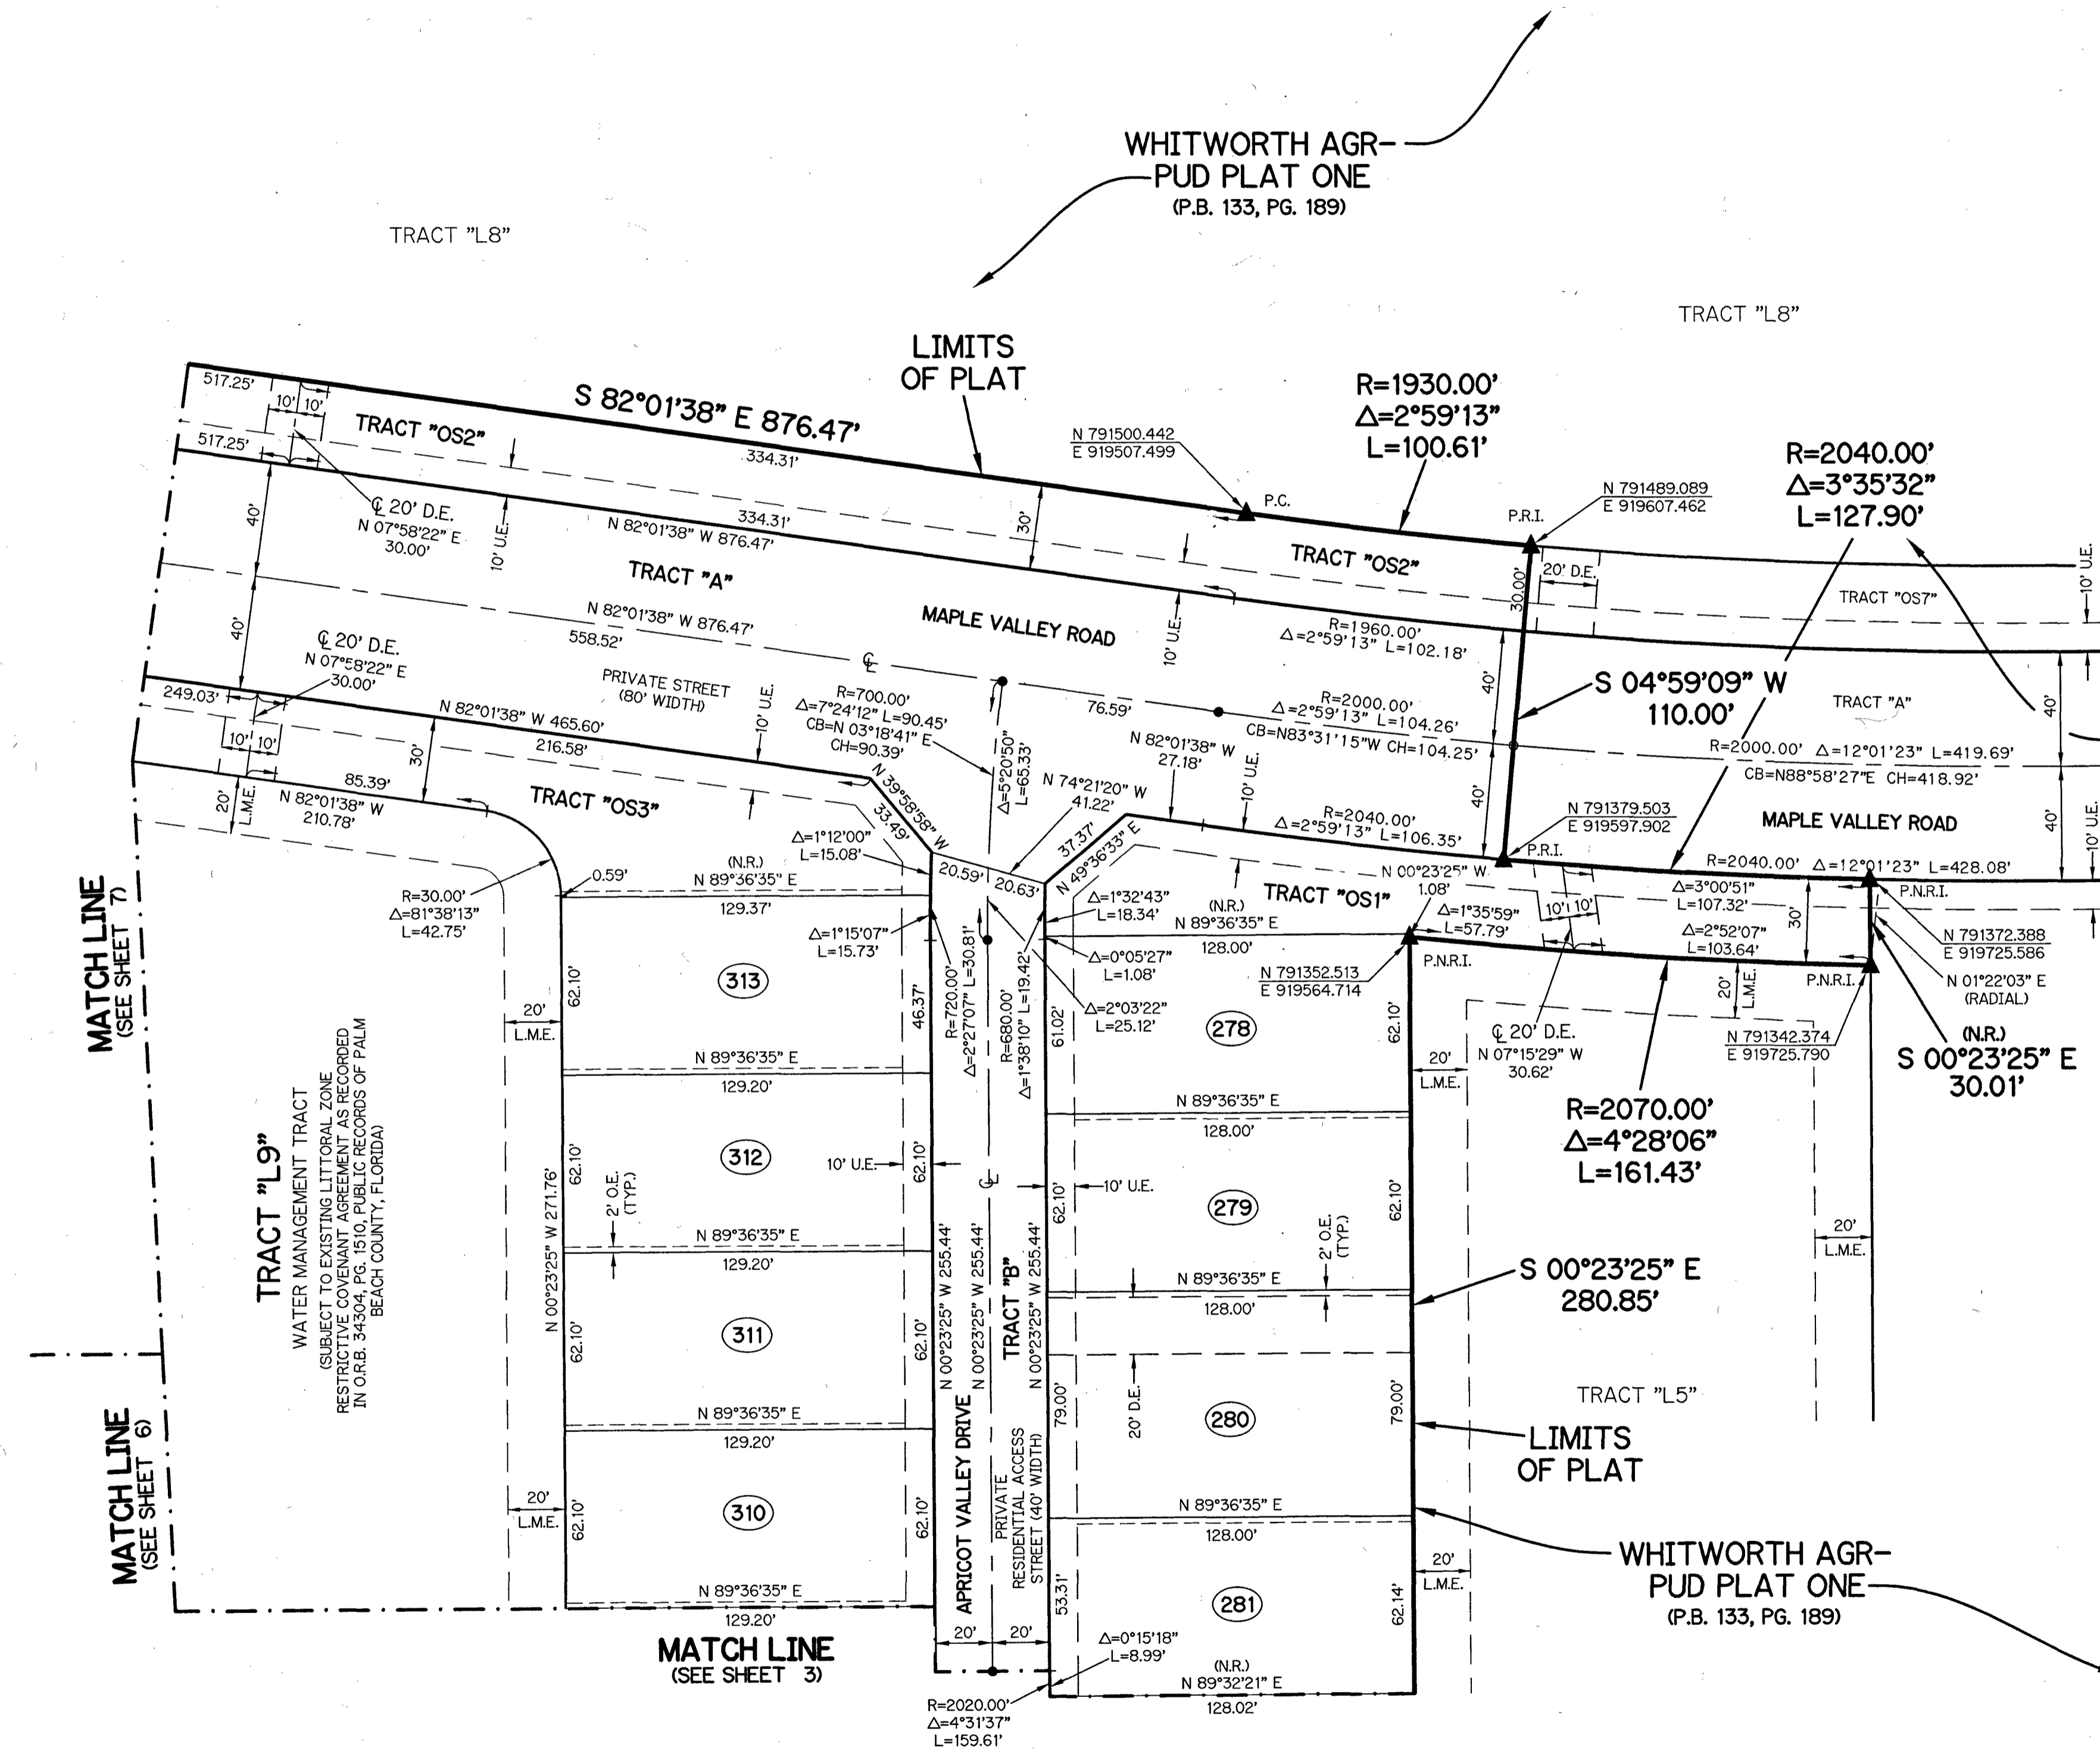 WHITWORTH AGR-
PUD PLAT ONE
(P.B. 133, PG. 189)
TRACT "L8"
TRACT "L8"
LIMITS
OF PLAT
517.25'
10'
10'
TRACT "OS2"
S 82°01'38" E 876.47'
334.31'
517.25'
℄ 20' D.E.
N 07°58'22" E
30.00'
40'
10' U.E.
334.31'
N 82°01'38" W 876.47'
30'
N 791500.442
E 919507.499
P.C.
R=1930.00'
Δ=2°59'13"
L=100.61'
N 791489.089
E 919607.462
P.R.I.
R=2040.00'
Δ=3°35'32"
L=127.90'
TRACT "OS2"
20' D.E.
30.00'
TRACT "OS7"
10' U.E.
TRACT "A"
MAPLE VALLEY ROAD
N 82°01'38" W 876.47'
558.52'
℄
10' U.E.
R=1960.00'
Δ=2°59'13" L=102.18'
40'
S 04°59'09" W
110.00'
TRACT "A"
40'
40'
℄ 20' D.E.
N 07°58'22" E
30.00'
PRIVATE STREET
(80' WIDTH)
10' U.E.
R=700.00'
Δ=7°24'12" L=90.45'
CB=N 03°18'41" E
CH=90.39'
76.59'
R=2000.00'
Δ=2°59'13" L=104.26'
CB=N83°31'15"W CH=104.25'
R=2000.00' Δ=12°01'23" L=419.69'
CB=N88°58'27"E CH=418.92'
249.03'
N 82°01'38" W 465.60'
216.58'
10'
10'
30'
85.39'
20'
L.M.E.
N 82°01'38" W
210.78'
TRACT "OS3"
N 39°58'58" W
33.49'
Δ=5°20'50"
L=65.33'
N 82°01'38" W
27.18'
N 74°21'20" W
41.22'
10' U.E.
37.37'
N 49°36'33" E
R=2040.00'
Δ=2°59'13" L=106.35'
40'
N 791379.503
E 919597.902
P.R.I.
MAPLE VALLEY ROAD
40'
10' U.E.
R=2040.00' Δ=12°01'23" L=428.08'
P.N.R.I.
Δ=1°12'00"
L=15.08'
20.59'
20.63'
R=30.00'
Δ=81°38'13"
L=42.75'
0.59'
(N.R.)
N 89°36'35" E
129.37'
Δ=1°15'07"
L=15.73'
Δ=1°32'43"
L=18.34'
(N.R.)
N 89°36'35" E
128.00'
TRACT "OS1"
N 00°23'25" W
1.08'
Δ=1°35'59"
L=57.79'
10'
10'
Δ=3°00'51"
L=107.32'
Δ=2°52'07"
L=103.64'
30'
N 791372.388
E 919725.586
N 01°22'03" E
(RADIAL)
Δ=0°05'27"
L=1.08'
N 791352.513
E 919564.714
P.N.R.I.
P.N.R.I.
20'
L.M.E.
Δ=2°03'22"
L=25.12'
N 791342.374
E 919725.790
(N.R.)
S 00°23'25" E
30.01'
℄ 20' D.E.
N 07°15'29" W
30.62'
R=2070.00'
Δ=4°28'06"
L=161.43'
MATCH LINE
(SEE SHEET 7)
20'
L.M.E.
62.10'
313
46.37'
R=720.00'
Δ=2°27'07" L=30.81'
R=680.00'
Δ=1°38'10" L=19.42'
61.02'
278
62.10'
20'
L.M.E.
N 89°36'35" E
129.20'
N 89°36'35" E
128.00'
TRACT "L9"
WATER MANAGEMENT TRACT
(SUBJECT TO EXISTING LITTORAL ZONE
RESTRICTIVE COVENANT AGREEMENT AS RECORDED
IN O.R.B. 34304, PG. 1510, PUBLIC RECORDS OF PALM
BEACH COUNTY, FLORIDA)
N 00°23'25" W 271.76'
62.10'
2' O.E.
(TYP.)
312
10' U.E.
62.10'
℄
62.10'
10' U.E.
279
2' O.E.
(TYP.)
62.10'
20'
L.M.E.
N 89°36'35" E
129.20'
N 89°36'35" E
128.00'
S 00°23'25" E
280.85'
62.10'
311
62.10'
N 00°23'25" W 255.44'
N 00°23'25" W 255.44'
TRACT "B"
N 00°23'25" W 255.44'
79.00'
20' D.E.
280
79.00'
TRACT "L5"
LIMITS
OF PLAT
N 89°36'35" E
129.20'
MATCH LINE
(SEE SHEET 6)
20'
L.M.E.
62.10'
310
62.10'
APRICOT VALLEY DRIVE
PRIVATE
RESIDENTIAL ACCESS
STREET (40' WIDTH)
N 89°36'35" E
128.00'
53.31'
281
62.14'
20'
L.M.E.
WHITWORTH AGR-
PUD PLAT ONE
(P.B. 133, PG. 189)
N 89°36'35" E
129.20'
MATCH LINE
(SEE SHEET 3)
20'
20'
Δ=0°15'18"
L=8.99'
(N.R.)
N 89°32'21" E
128.02'
R=2020.00'
Δ=4°31'37"
L=159.61'